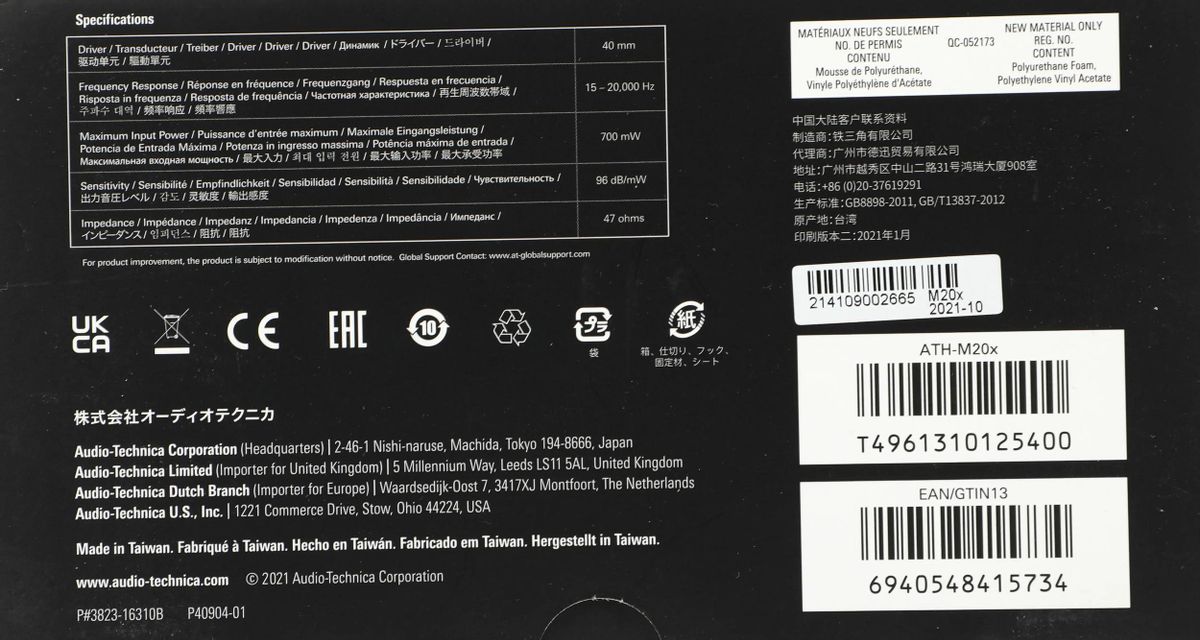 Specifications
Driver / Transducteur / Treiber / Driver / Driver / Driver / Динамик / ドライバー / 드라이버 /
驱动单元 / 驅動單元
40 mm
Frequency Response / Réponse en fréquence / Frequenzgang / Respuesta en frecuencia /
Risposta in frequenza / Resposta de frequência / Частотная характеристика / 再生周波数帯域 /
주파수 대역 / 频率响应 / 頻率響應
15 – 20,000 Hz
Maximum Input Power / Puissance d'entrée maximum / Maximale Eingangsleistung /
Potencia de Entrada Máxima / Potenza in ingresso massima / Potência máxima de entrada /
Максимальная входная мощность / 最大入力 / 최대 입력 전원 / 最大输入功率 / 最大承受功率
700 mW
Sensitivity / Sensibilité / Empfindlichkeit / Sensibilidad / Sensibilità / Sensibilidade / Чувствительность /
出力音圧レベル / 감도 / 灵敏度 / 輸出感度
96 dB/mW
Impedance / Impédance / Impedanz / Impedancia / Impedenza / Impedância / Импеданс /
インピーダンス / 임피던스 / 阻抗 / 阻抗
47 ohms
For product improvement, the product is subject to modification without notice. Global Support Contact: www.at-globalsupport.com
UK
CA
CE
EAC
10
プラ
袋
紙
箱、仕切り、フック、
固定材、シート
株式会社オーディオテクニカ
Audio-Technica Corporation (Headquarters) | 2-46-1 Nishi-naruse, Machida, Tokyo 194-8666, Japan
Audio-Technica Limited (Importer for United Kingdom) | 5 Millennium Way, Leeds LS11 5AL, United Kingdom
Audio-Technica Dutch Branch (Importer for Europe) | Waardsedijk-Oost 7, 3417XJ Montfoort, The Netherlands
Audio-Technica U.S., Inc. | 1221 Commerce Drive, Stow, Ohio 44224, USA
Made in Taiwan. Fabriqué à Taiwan. Hecho en Taiwán. Fabricado em Taiwan. Hergestellt in Taiwan.
www.audio-technica.com © 2021 Audio-Technica Corporation
P#3823-16310B P40904-01
MATÉRIAUX NEUFS SEULEMENT
NO. DE PERMIS
CONTENU
Mousse de Polyuréthane,
Vinyle Polyéthylène d'Acétate
QC-052173
NEW MATERIAL ONLY
REG. NO.
CONTENT
Polyurethane Foam,
Polyethylene Vinyl Acetate
中国大陆客户联系资料
制造商：铁三角有限公司
代理商：广州市德迅贸易有限公司
地址：广州市越秀区中山二路31号鸿瑞大厦908室
电话：+86 (0)20-37619291
生产标准：GB8898-2011, GB/T13837-2012
原产地：台湾
印刷版本二：2021年1月
214109002665 M20x
2021-10
ATH-M20x
T4961310125400
EAN/GTIN13
6940548415734